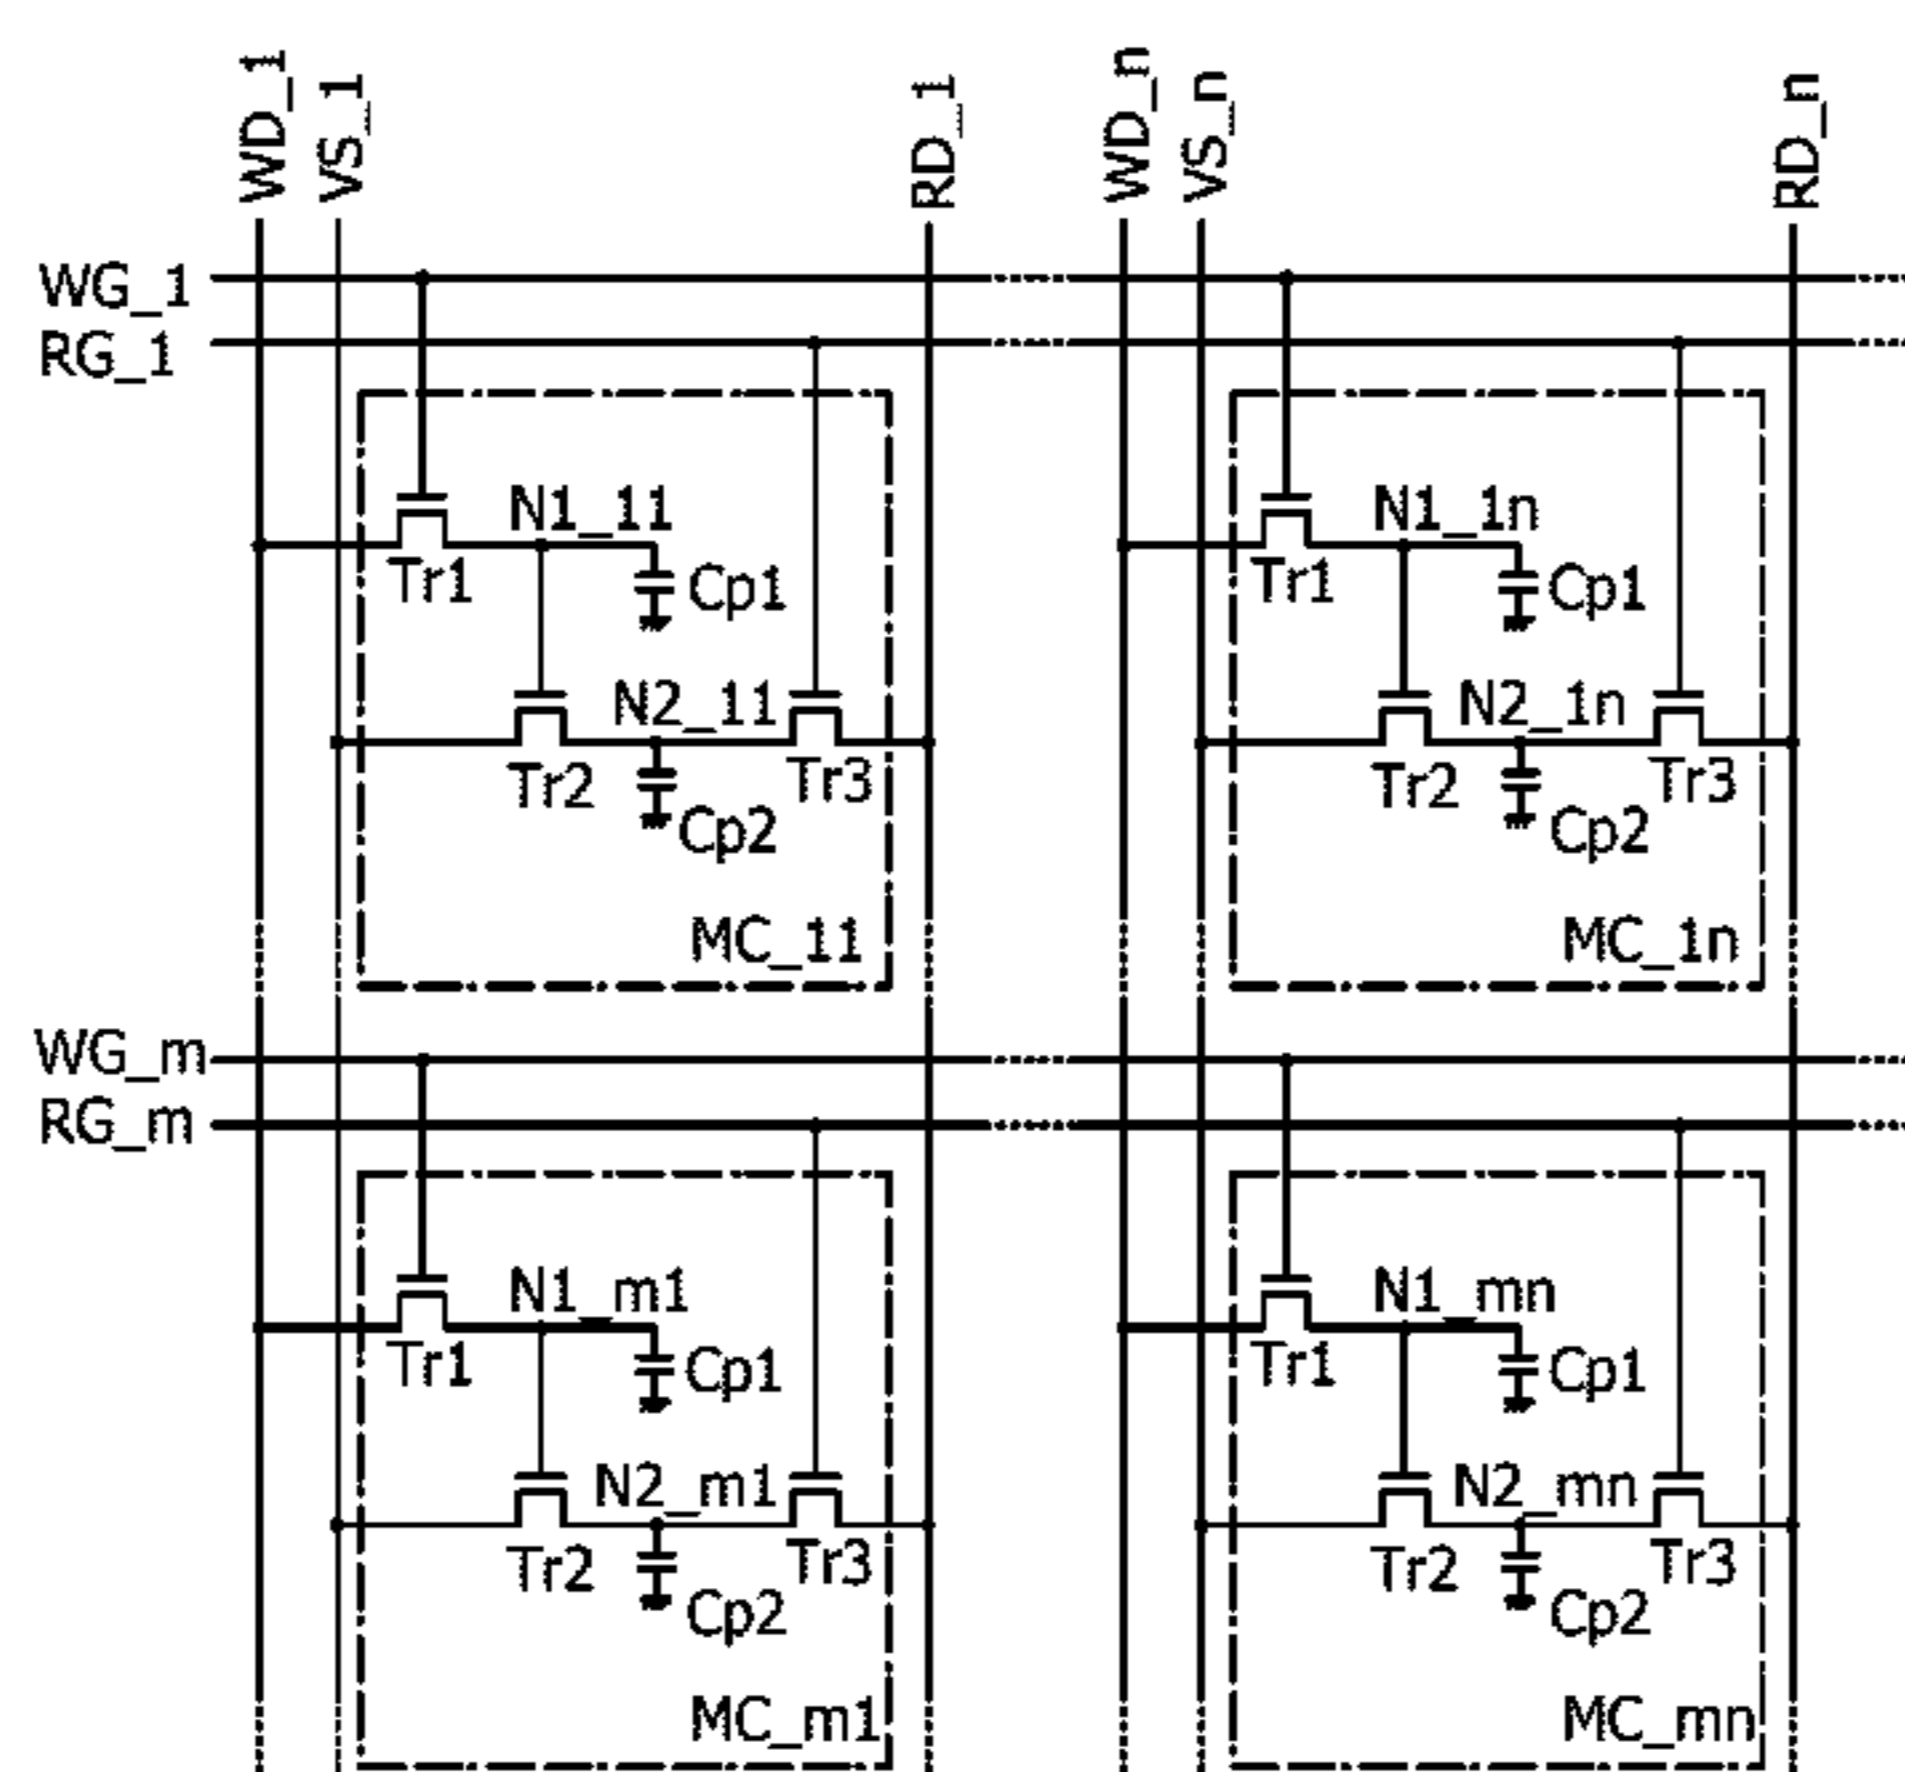 WD_1
VS_1
RD_1
WD_n
VS_n
RD_n
WG_1
RG_1
N1_11
N1_1n
Tr1
Cp1
Tr1
Cp1
N2_11
N2_1n
Tr2
Tr3
Tr2
Tr3
Cp2
Cp2
MC_11
MC_1n
WG_m
RG_m
N1_m1
N1_mn
Tr1
Cp1
Tr1
Cp1
N2_m1
N2_mn
Tr2
Tr3
Tr2
Tr3
Cp2
Cp2
MC_m1
MC_mn